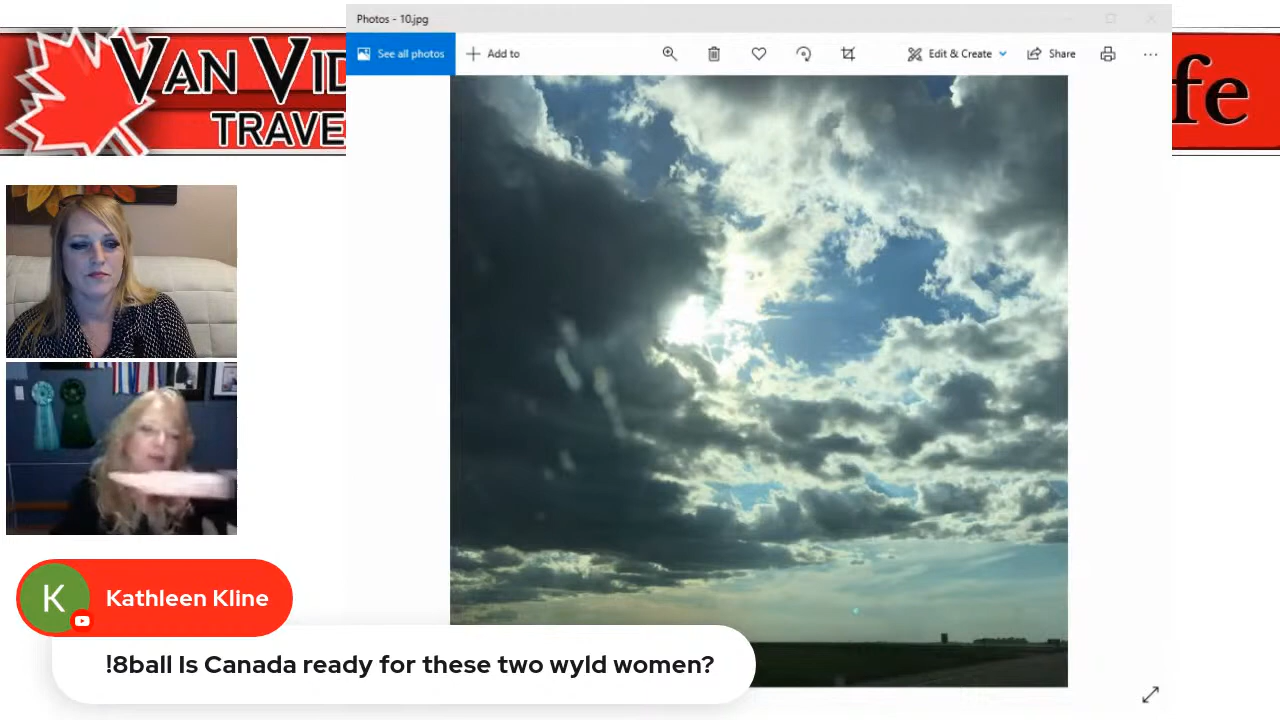 Photos - 10.jpg
See all photos
Add to
Edit & Create
Share
VAN VID
TRAVE
fe
K
Kathleen Kline
!8ball Is Canada ready for these two wyld women?